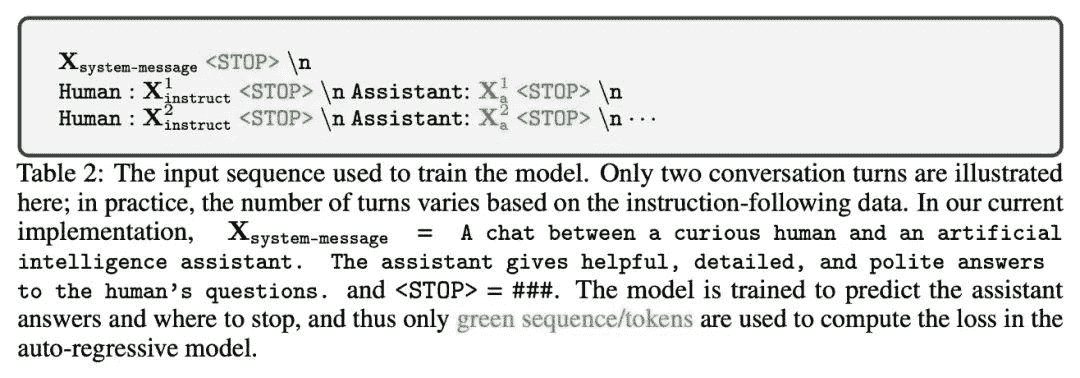 X_system-message <STOP> \n
Human : X^1_instruct <STOP> \n Assistant: X^1_a <STOP> \n
Human : X^2_instruct <STOP> \n Assistant: X^2_a <STOP> \n ···
Table 2: The input sequence used to train the model. Only two conversation turns are illustrated
here; in practice, the number of turns varies based on the instruction-following data. In our current
implementation, X_system-message = A chat between a curious human and an artificial
intelligence assistant. The assistant gives helpful, detailed, and polite answers
to the human's questions. and <STOP> = ###. The model is trained to predict the assistant
answers and where to stop, and thus only green sequence/tokens are used to compute the loss in the
auto-regressive model.